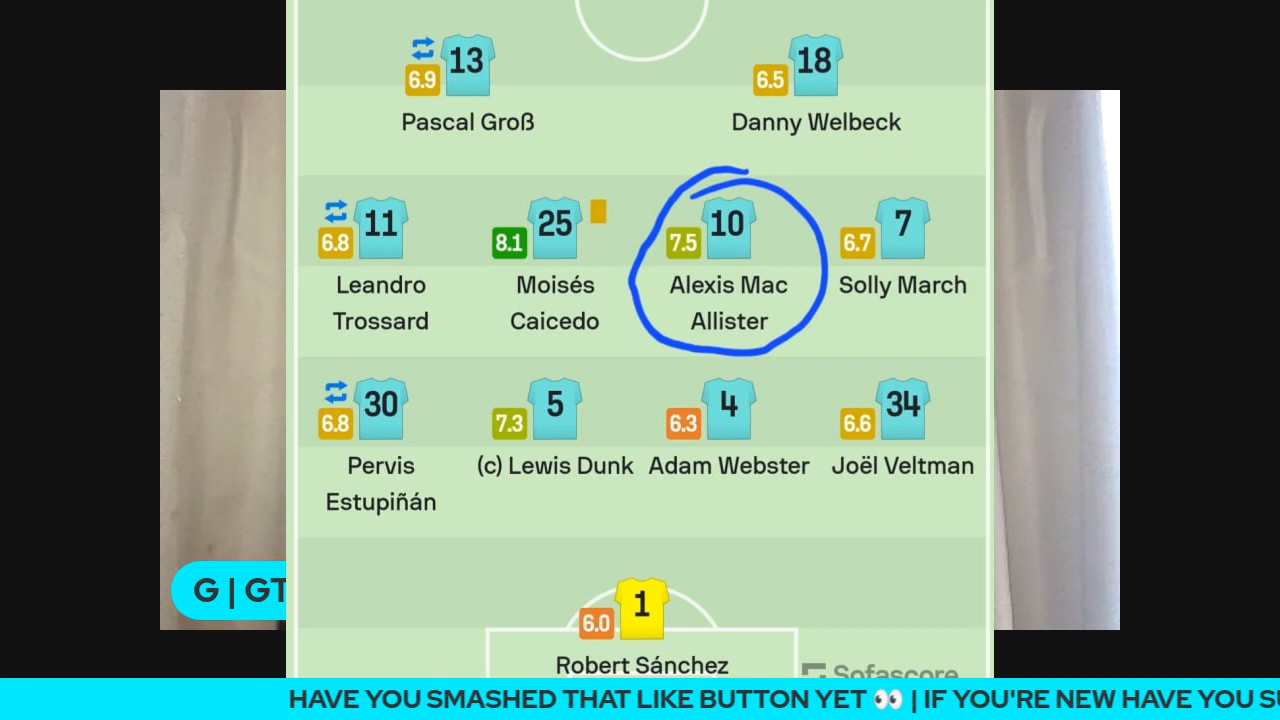 13
18
6.9
6.5
Pascal Groß
Danny Welbeck
11
25
10
7
6.8
8.1
7.5
6.7
Leandro
Trossard
Moisés
Caicedo
Alexis Mac
Allister
Solly March
30
5
4
34
6.8
7.3
6.3
6.6
Pervis
Estupiñán
(c) Lewis Dunk
Adam Webster
Joël Veltman
1
6.0
Robert Sánchez
Sofascore
G | GT
HAVE YOU SMASHED THAT LIKE BUTTON YET 👀 | IF YOU'RE NEW HAVE YOU